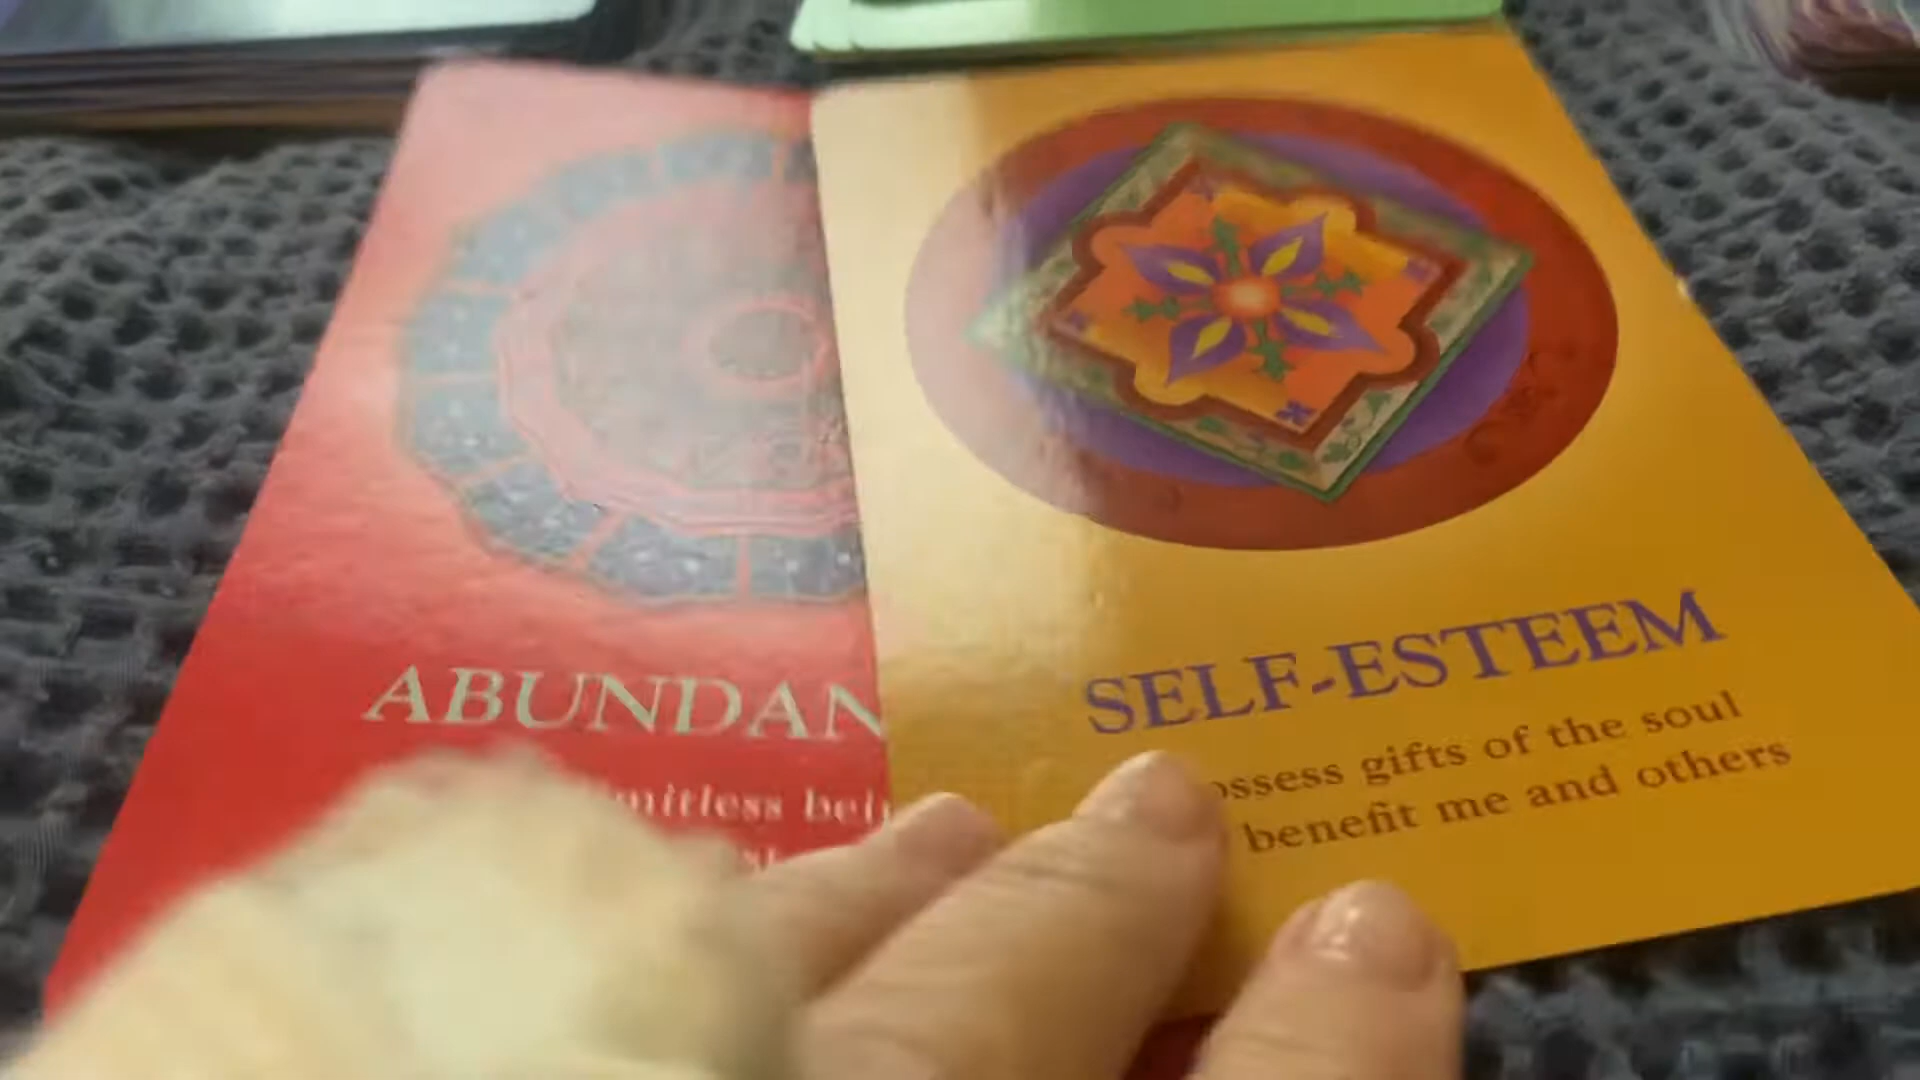 ABUNDAN
mitless bei
SELF-ESTEEM
ossess gifts of the soul
benefit me and others